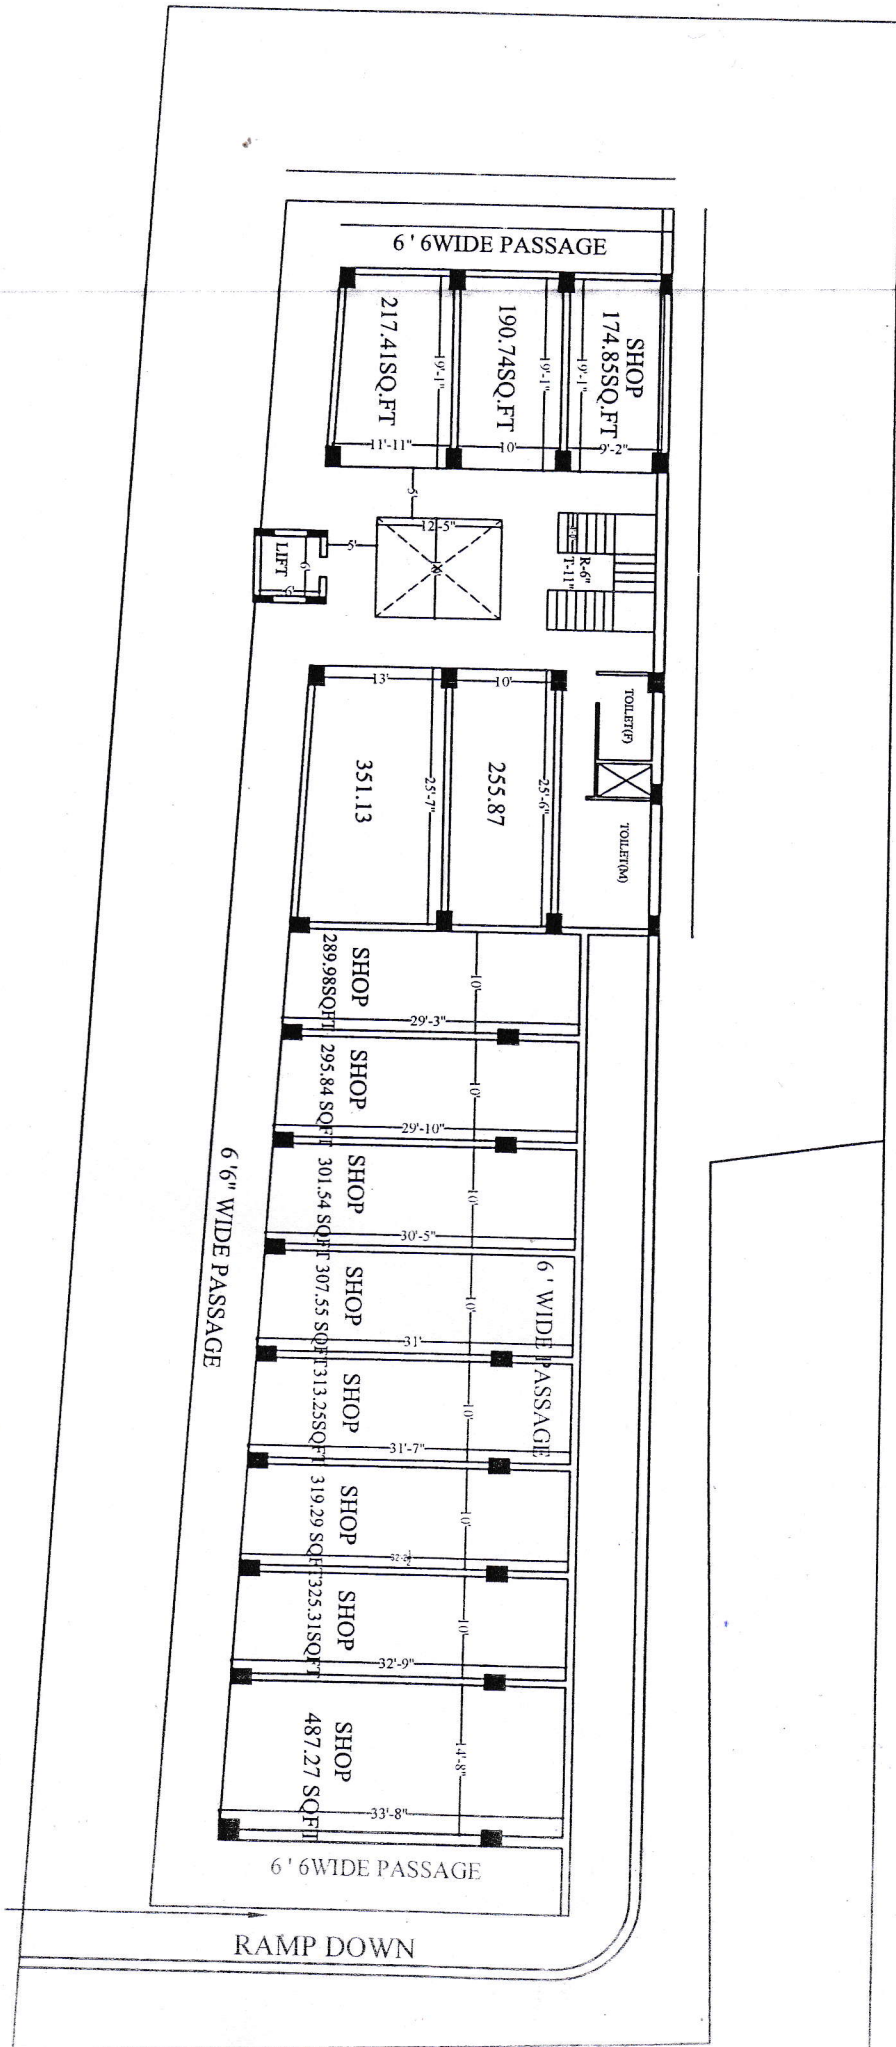 6 ' 6WIDE PASSAGE
SHOP
174.85SQ.FT
190.74SQ.FT
217.41SQ.FT
19'-1"
19'-1"
19'-1"
11'-11"
10'
9'-2"
5'
12'-5"
5'
LIFT
6'
6'
R-6"
T-11"
TOILET(F)
TOILET(M)
13'
10'
351.13
255.87
25'-7"
25'-6"
SHOP
289.98SQFT
10'
29'-3"
SHOP
295.84 SQFT
10'
29'-10"
SHOP
301.54 SQFT
10'
30'-5"
SHOP
307.55 SQFT
10'
31'
SHOP
313.25SQFT
10'
31'-7"
SHOP
319.29 SQFT
10'
SHOP
325.31SQFT
10'
32'-9"
SHOP
487.27 SQFT
14'-8"
33'-8"
6 ' WIDE PASSAGE
6 '6" WIDE PASSAGE
6 ' 6WIDE PASSAGE
RAMP DOWN